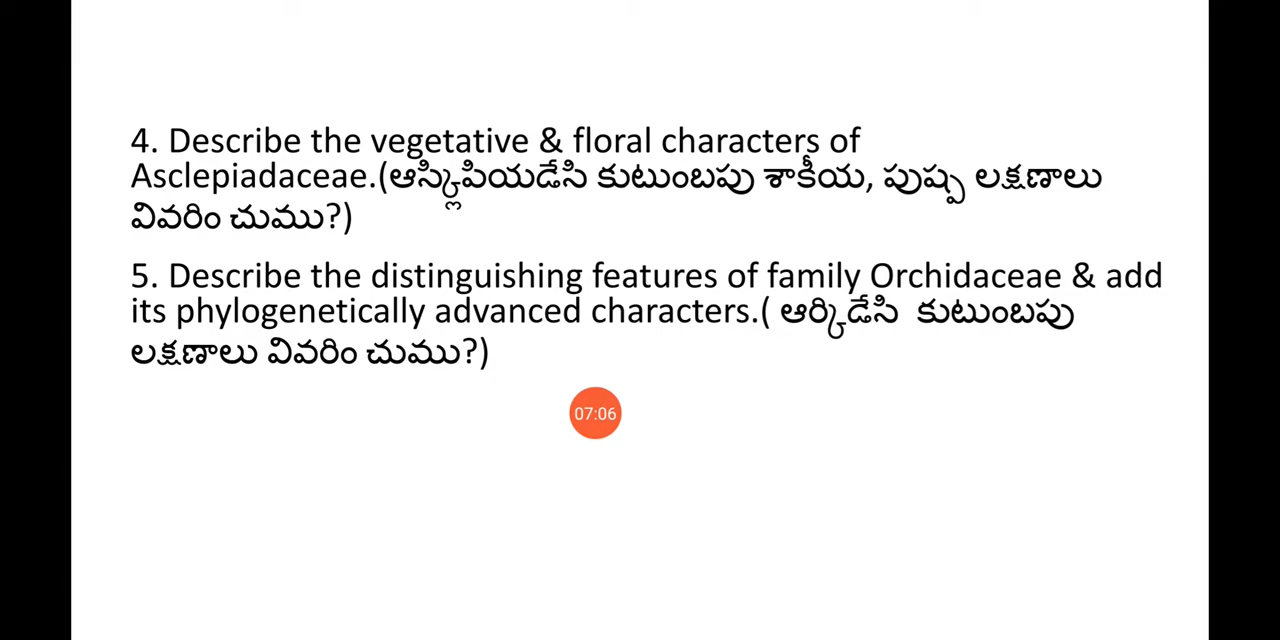 4. Describe the vegetative & floral characters of
Asclepiadaceae.(ఆస్క్లిపియడేసి కుటుంబపు శాకీయ, పుష్ప లక్షణాలు
వివరిం చుము?)
5. Describe the distinguishing features of family Orchidaceae & add
its phylogenetically advanced characters.( ఆర్కిడేసి కుటుంబపు
లక్షణాలు వివరిం చుము?)
07:06